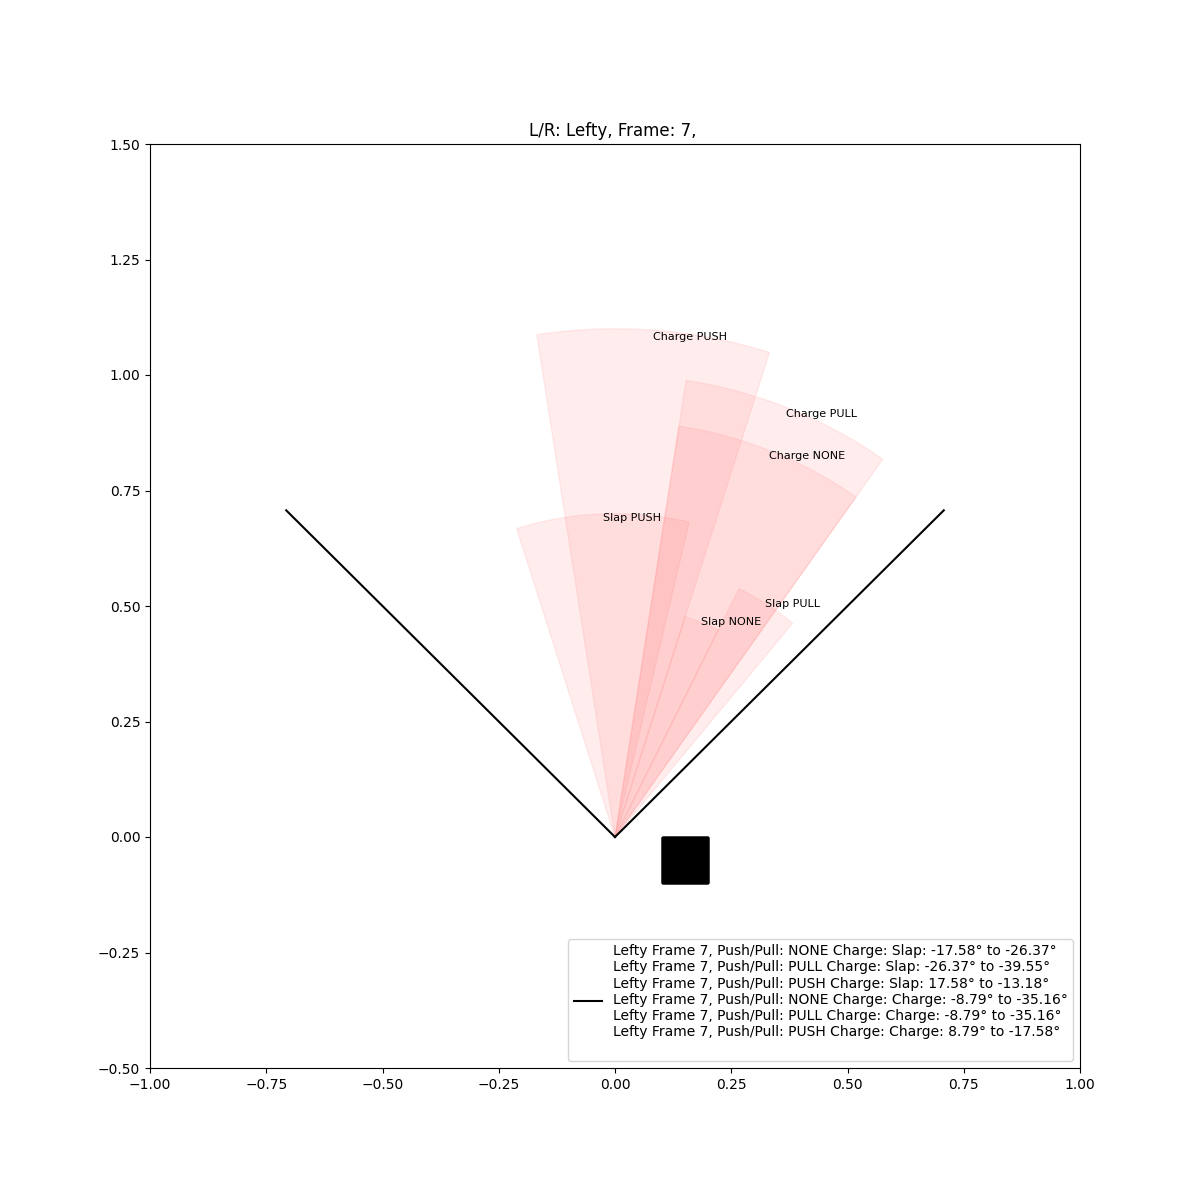 L/R: Lefty, Frame: 7,
1.50
1.25
1.00
0.75
0.50
0.25
0.00
−0.25
−0.50
Charge PUSH
Charge PULL
Charge NONE
Slap PUSH
Slap PULL
Slap NONE
Lefty Frame 7, Push/Pull: NONE Charge: Slap: -17.58° to -26.37°
Lefty Frame 7, Push/Pull: PULL Charge: Slap: -26.37° to -39.55°
Lefty Frame 7, Push/Pull: PUSH Charge: Slap: 17.58° to -13.18°
Lefty Frame 7, Push/Pull: NONE Charge: Charge: -8.79° to -35.16°
Lefty Frame 7, Push/Pull: PULL Charge: Charge: -8.79° to -35.16°
Lefty Frame 7, Push/Pull: PUSH Charge: Charge: 8.79° to -17.58°
−1.00 −0.75 −0.50 −0.25 0.00 0.25 0.50 0.75 1.00